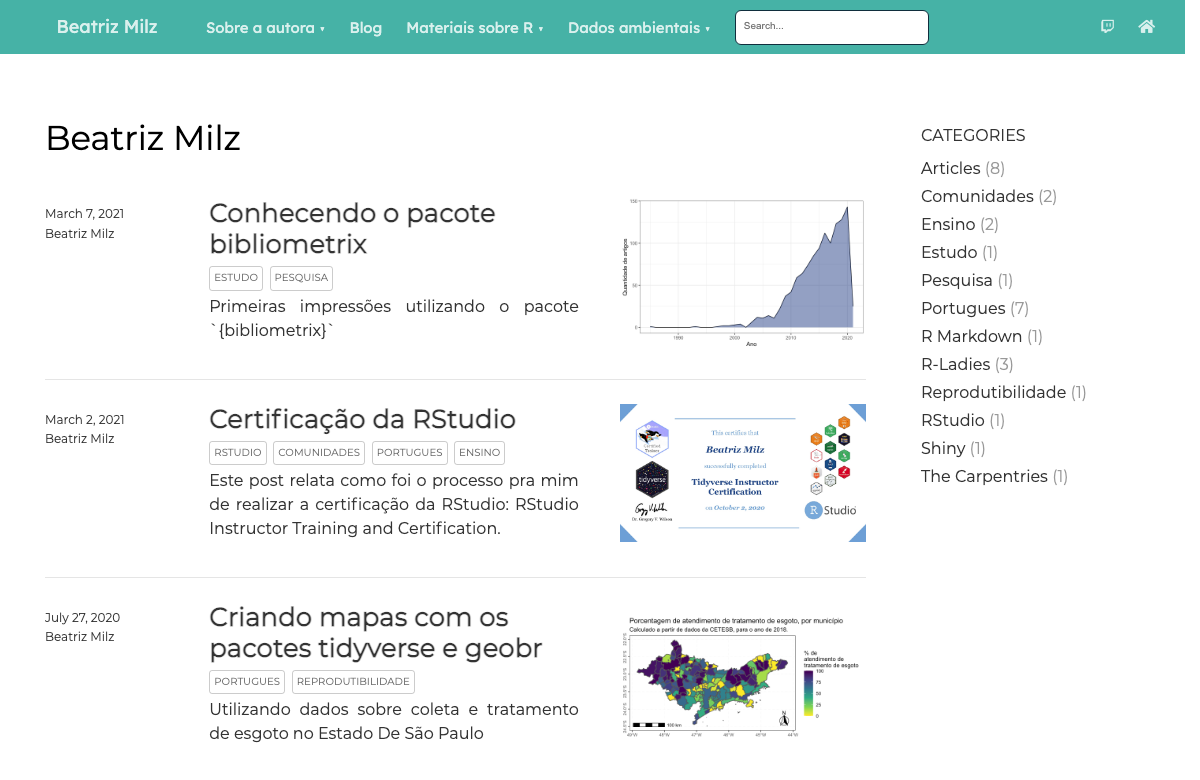 Beatriz Milz
Sobre a autora ▾
Blog
Materiais sobre R ▾
Dados ambientais ▾
Search...
Beatriz Milz
March 7, 2021
Beatriz Milz
Conhecendo o pacote
bibliometrix
ESTUDO
PESQUISA
Primeiras impressões utilizando o pacote
`{bibliometrix}`
Quantidade de artigos
150
100
50
0
1990
2000
2010
2020
Ano
March 2, 2021
Beatriz Milz
Certificação da RStudio
RSTUDIO
COMUNIDADES
PORTUGUES
ENSINO
Este post relata como foi o processo pra mim
de realizar a certificação da RStudio: RStudio
Instructor Training and Certification.
This certifies that
Beatriz Milz
successfully completed
Tidyverse Instructor
Certification
on October 2, 2020
tidyverse
Dr. Gregory V. Wilson
R Studio
July 27, 2020
Beatriz Milz
Criando mapas com os
pacotes tidyverse e geobr
PORTUGUES
REPRODUTIBILIDADE
Utilizando dados sobre coleta e tratamento
de esgoto no Estado De São Paulo
Porcentagem de atendimento de tratamento de esgoto, por município
Calculado a partir de dados da CETESB, para o ano de 2018.
% de
atendimento de
tratamento de esgoto
100
75
50
25
0
N
CATEGORIES
Articles (8)
Comunidades (2)
Ensino (2)
Estudo (1)
Pesquisa (1)
Portugues (7)
R Markdown (1)
R-Ladies (3)
Reprodutibilidade (1)
RStudio (1)
Shiny (1)
The Carpentries (1)